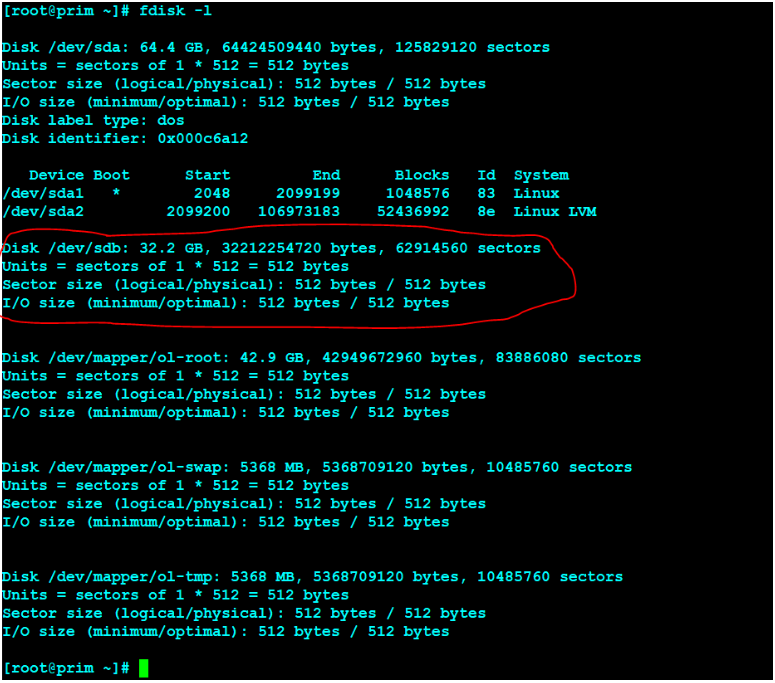 [root@prim ~]# fdisk -l
Disk /dev/sda: 64.4 GB, 64424509440 bytes, 125829120 sectors
Units = sectors of 1 * 512 = 512 bytes
Sector size (logical/physical): 512 bytes / 512 bytes
I/O size (minimum/optimal): 512 bytes / 512 bytes
Disk label type: dos
Disk identifier: 0x000c6a12
Device Boot Start End Blocks Id System
/dev/sda1 * 2048 2099199 1048576 83 Linux
/dev/sda2 2099200 106973183 52436992 8e Linux LVM
Disk /dev/sdb: 32.2 GB, 32212254720 bytes, 62914560 sectors
Units = sectors of 1 * 512 = 512 bytes
Sector size (logical/physical): 512 bytes / 512 bytes
I/O size (minimum/optimal): 512 bytes / 512 bytes
Disk /dev/mapper/ol-root: 42.9 GB, 42949672960 bytes, 83886080 sectors
Units = sectors of 1 * 512 = 512 bytes
Sector size (logical/physical): 512 bytes / 512 bytes
I/O size (minimum/optimal): 512 bytes / 512 bytes
Disk /dev/mapper/ol-swap: 5368 MB, 5368709120 bytes, 10485760 sectors
Units = sectors of 1 * 512 = 512 bytes
Sector size (logical/physical): 512 bytes / 512 bytes
I/O size (minimum/optimal): 512 bytes / 512 bytes
Disk /dev/mapper/ol-tmp: 5368 MB, 5368709120 bytes, 10485760 sectors
Units = sectors of 1 * 512 = 512 bytes
Sector size (logical/physical): 512 bytes / 512 bytes
I/O size (minimum/optimal): 512 bytes / 512 bytes
[root@prim ~]#